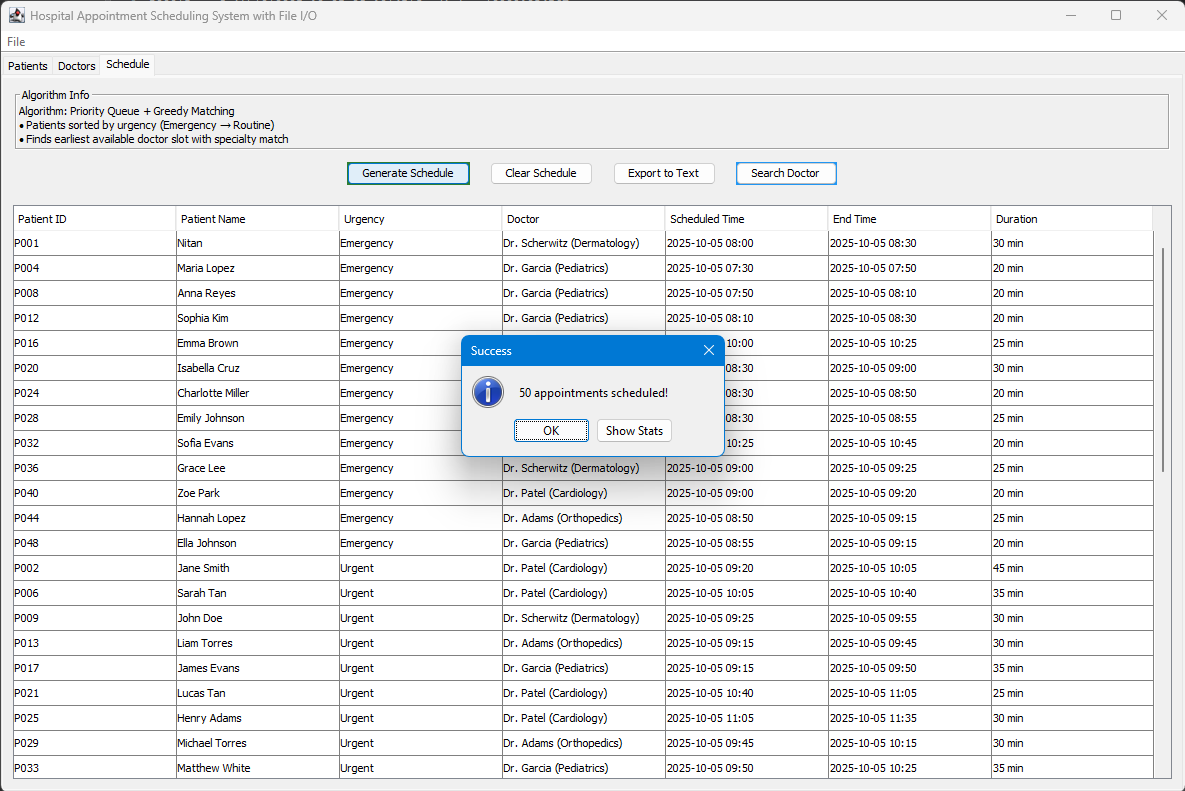 Hospital Appointment Scheduling System with File I/O
File
Patients Doctors Schedule
Algorithm Info
Algorithm: Priority Queue + Greedy Matching
• Patients sorted by urgency (Emergency → Routine)
• Finds earliest available doctor slot with specialty match
Generate Schedule Clear Schedule Export to Text Search Doctor
Patient ID Patient Name Urgency Doctor Scheduled Time End Time Duration
P001 Nitan Emergency Dr. Scherwitz (Dermatology) 2025-10-05 08:00 2025-10-05 08:30 30 min
P004 Maria Lopez Emergency Dr. Garcia (Pediatrics) 2025-10-05 07:30 2025-10-05 07:50 20 min
P008 Anna Reyes Emergency Dr. Garcia (Pediatrics) 2025-10-05 07:50 2025-10-05 08:10 20 min
P012 Sophia Kim Emergency Dr. Garcia (Pediatrics) 2025-10-05 08:10 2025-10-05 08:30 20 min
P016 Emma Brown Emergency 10:00 2025-10-05 10:25 25 min
P020 Isabella Cruz Emergency 08:30 2025-10-05 09:00 30 min
P024 Charlotte Miller Emergency 08:30 2025-10-05 08:50 20 min
P028 Emily Johnson Emergency 08:30 2025-10-05 08:55 25 min
P032 Sofia Evans Emergency 10:25 2025-10-05 10:45 20 min
Success
50 appointments scheduled!
OK Show Stats
P036 Grace Lee Emergency Dr. Scherwitz (Dermatology) 2025-10-05 09:00 2025-10-05 09:25 25 min
P040 Zoe Park Emergency Dr. Patel (Cardiology) 2025-10-05 09:00 2025-10-05 09:20 20 min
P044 Hannah Lopez Emergency Dr. Adams (Orthopedics) 2025-10-05 08:50 2025-10-05 09:15 25 min
P048 Ella Johnson Emergency Dr. Garcia (Pediatrics) 2025-10-05 08:55 2025-10-05 09:15 20 min
P002 Jane Smith Urgent Dr. Patel (Cardiology) 2025-10-05 09:20 2025-10-05 10:05 45 min
P006 Sarah Tan Urgent Dr. Patel (Cardiology) 2025-10-05 10:05 2025-10-05 10:40 35 min
P009 John Doe Urgent Dr. Scherwitz (Dermatology) 2025-10-05 09:25 2025-10-05 09:55 30 min
P013 Liam Torres Urgent Dr. Adams (Orthopedics) 2025-10-05 09:15 2025-10-05 09:45 30 min
P017 James Evans Urgent Dr. Garcia (Pediatrics) 2025-10-05 09:15 2025-10-05 09:50 35 min
P021 Lucas Tan Urgent Dr. Patel (Cardiology) 2025-10-05 10:40 2025-10-05 11:05 25 min
P025 Henry Adams Urgent Dr. Patel (Cardiology) 2025-10-05 11:05 2025-10-05 11:35 30 min
P029 Michael Torres Urgent Dr. Adams (Orthopedics) 2025-10-05 09:45 2025-10-05 10:15 30 min
P033 Matthew White Urgent Dr. Garcia (Pediatrics) 2025-10-05 09:50 2025-10-05 10:25 35 min